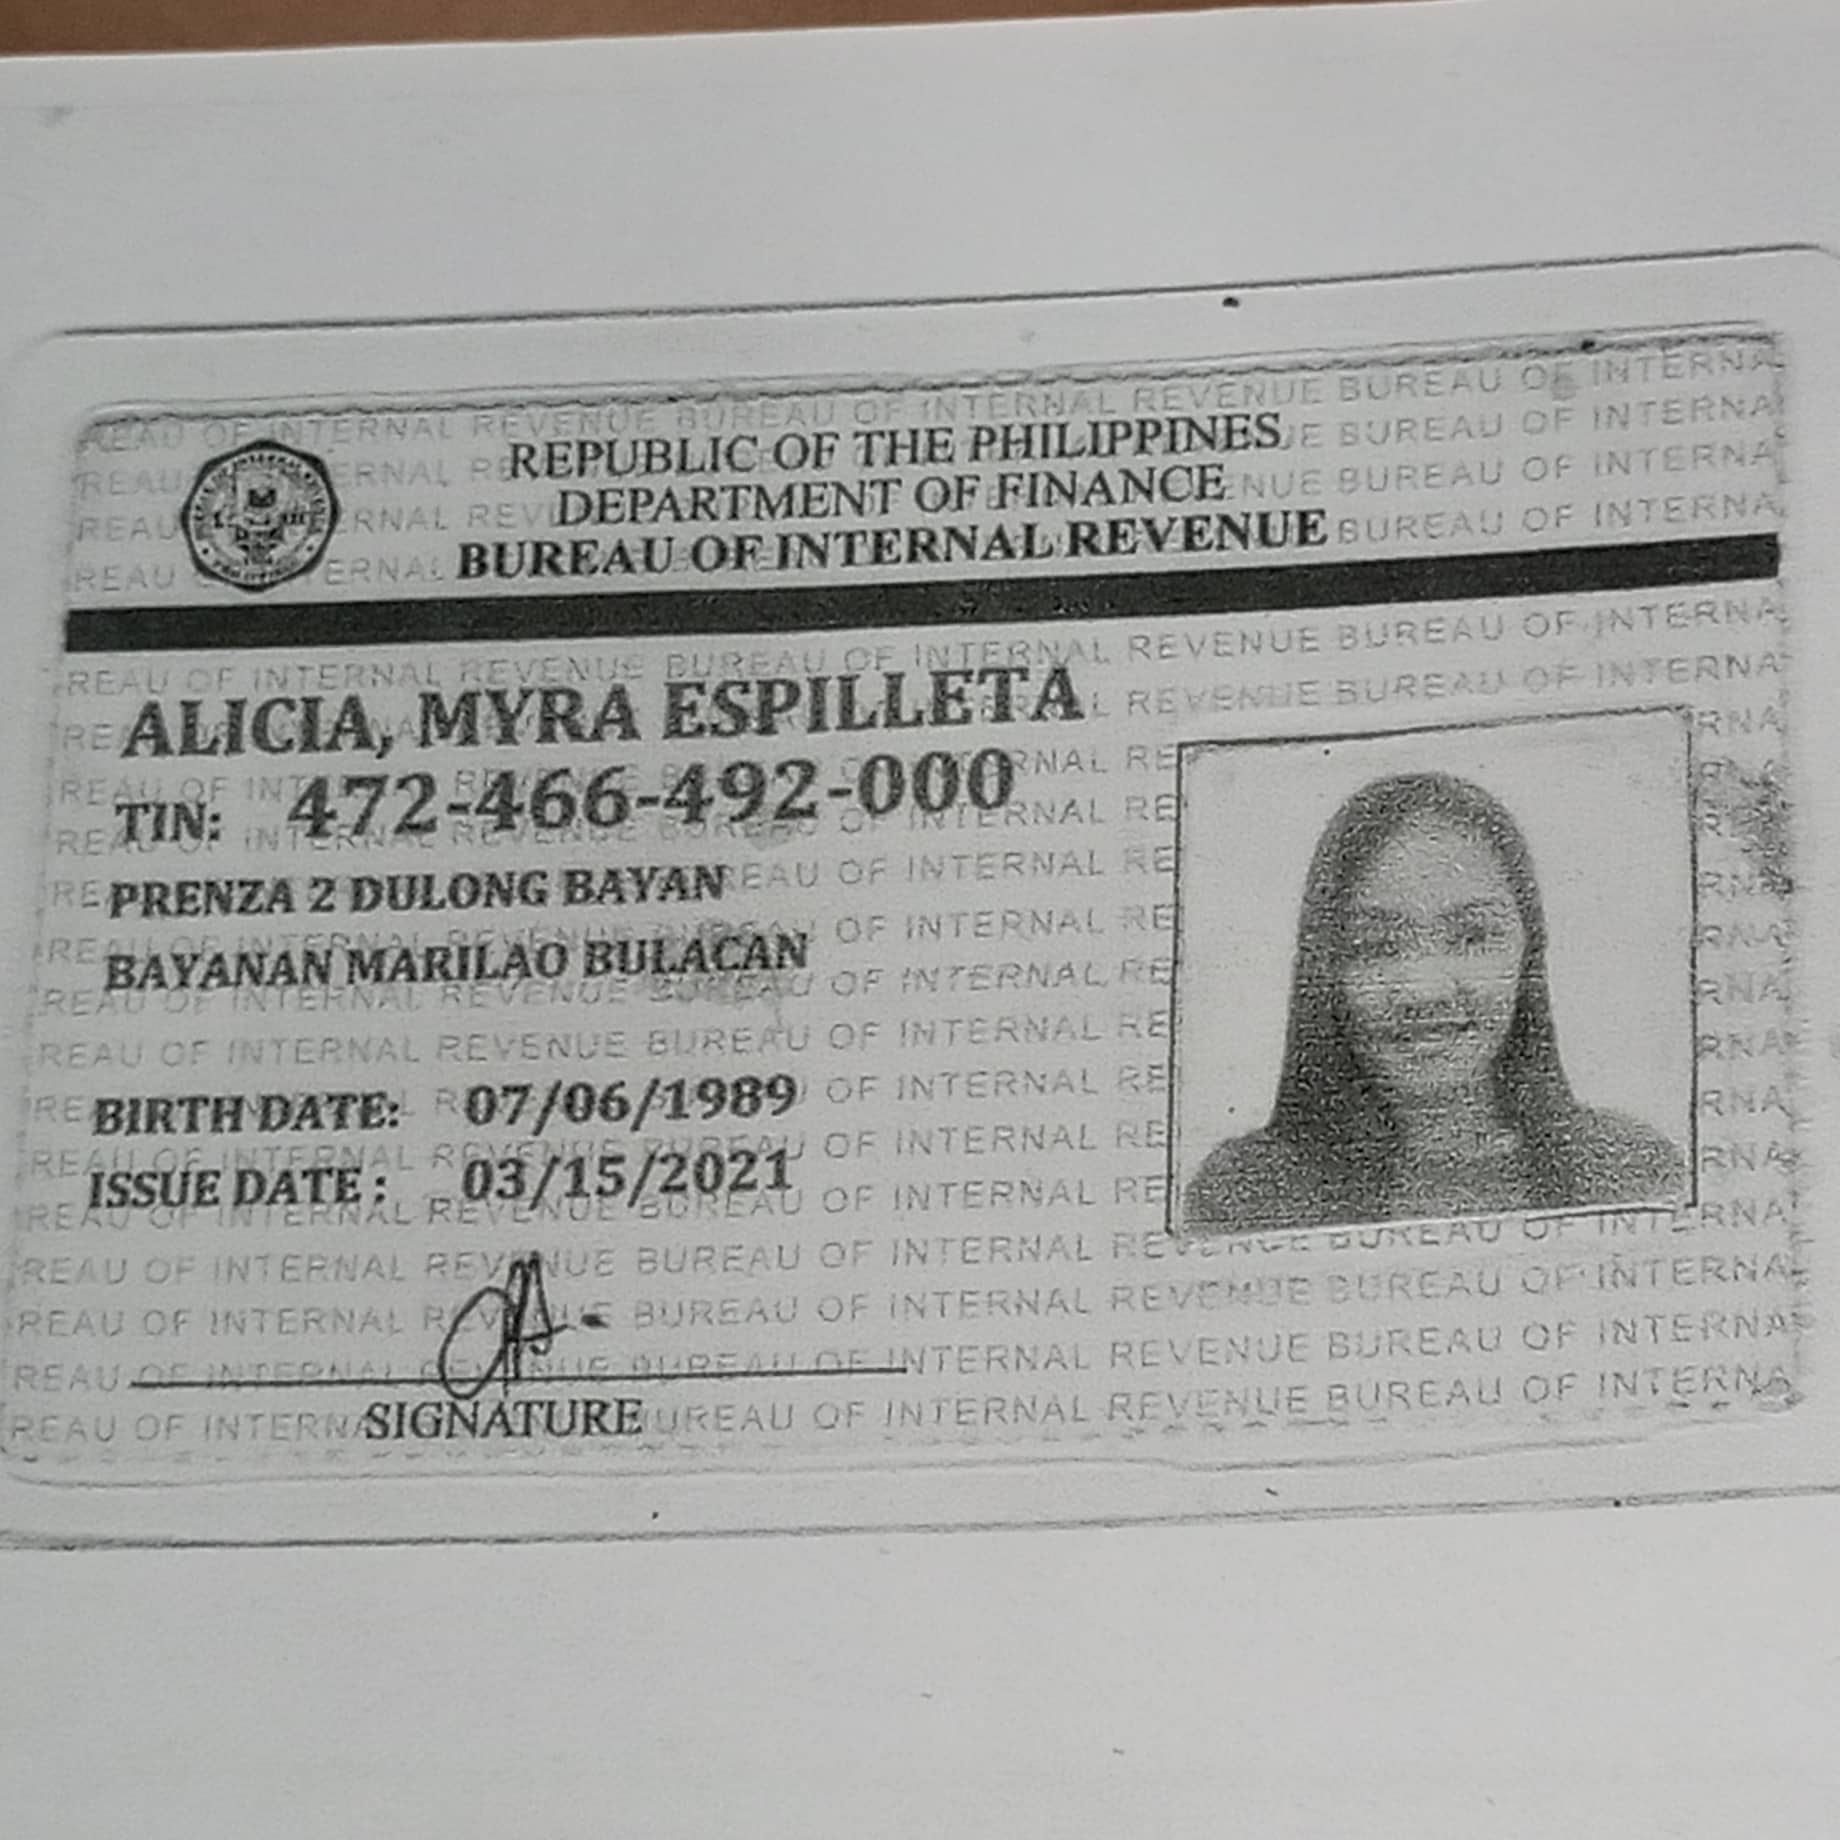 REPUBLIC OF THE PHILIPPINES
DEPARTMENT OF FINANCE
BUREAU OF INTERNAL REVENUE
ALICIA, MYRA ESPILLETA
TIN: 472-466-492-000
PRENZA 2 DULONG BAYAN
BAYANAN MARILAO BULACAN
BIRTH DATE: 07/06/1989
ISSUE DATE : 03/15/2021
SIGNATURE